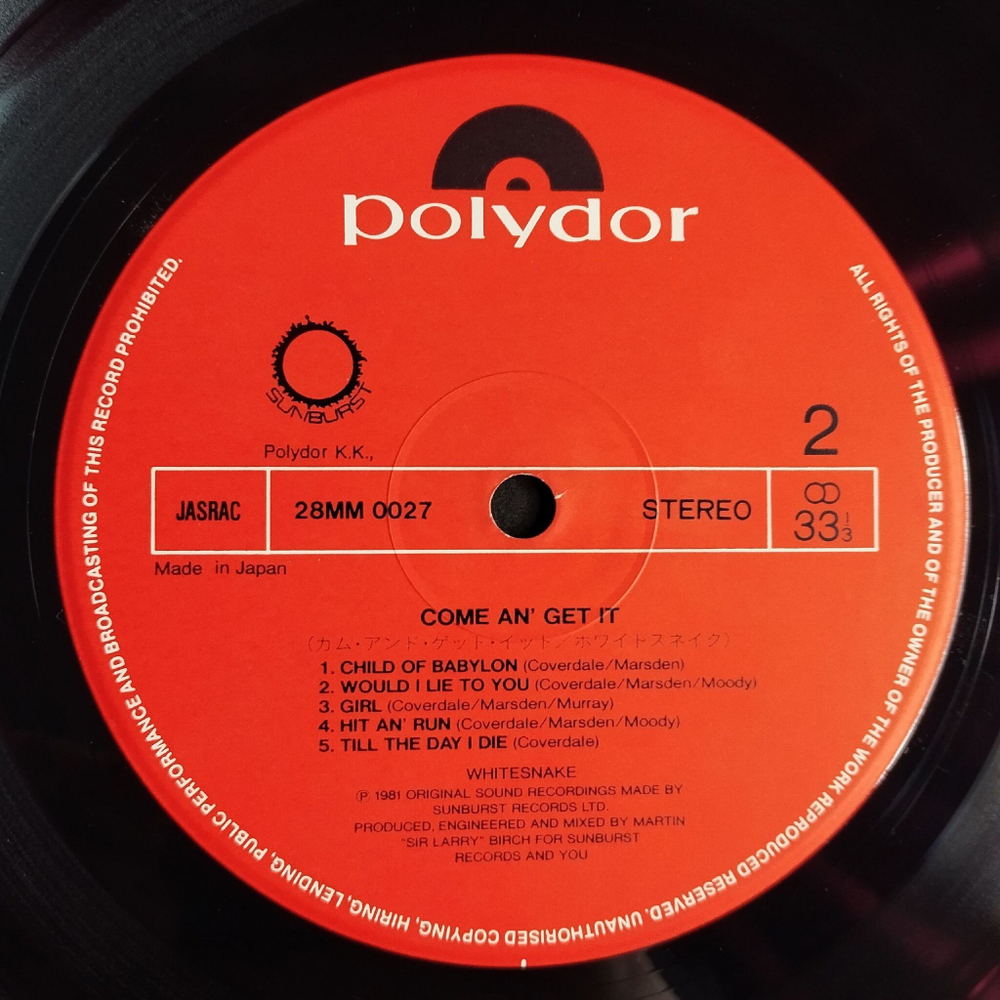 polydor
SUNBURST
Polydor K.K.,
2
JASRAC
28MM 0027
STEREO
33 1/3
Made in Japan
COME AN' GET IT
(カム・アンド・ゲット・イット／ホワイトスネイク)
1. CHILD OF BABYLON (Coverdale/Marsden)
2. WOULD I LIE TO YOU (Coverdale/Marsden/Moody)
3. GIRL (Coverdale/Marsden/Murray)
4. HIT AN' RUN (Coverdale/Marsden/Moody)
5. TILL THE DAY I DIE (Coverdale)
WHITESNAKE
Ⓟ 1981 ORIGINAL SOUND RECORDINGS MADE BY
SUNBURST RECORDS LTD.
PRODUCED, ENGINEERED AND MIXED BY MARTIN
"SIR LARRY" BIRCH FOR SUNBURST
RECORDS AND YOU
ALL RIGHTS OF THE PRODUCER AND OF THE OWNER OF THE WORK REPRODUCED RESERVED. UNAUTHORISED COPYING, HIRING, LENDING, PUBLIC PERFORMANCE AND BROADCASTING OF THIS RECORD PROHIBITED.